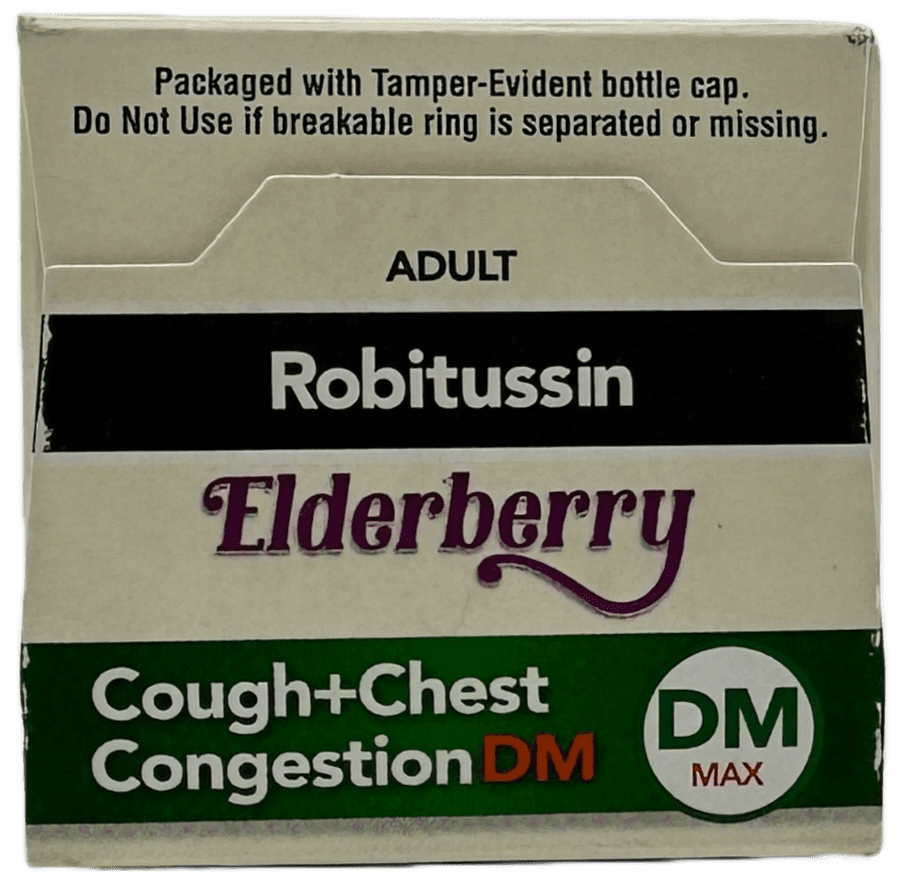 Packaged with Tamper-Evident bottle cap.
Do Not Use if breakable ring is separated or missing.
ADULT
Robitussin
Elderberry
Cough+Chest
Congestion DM
DM
MAX